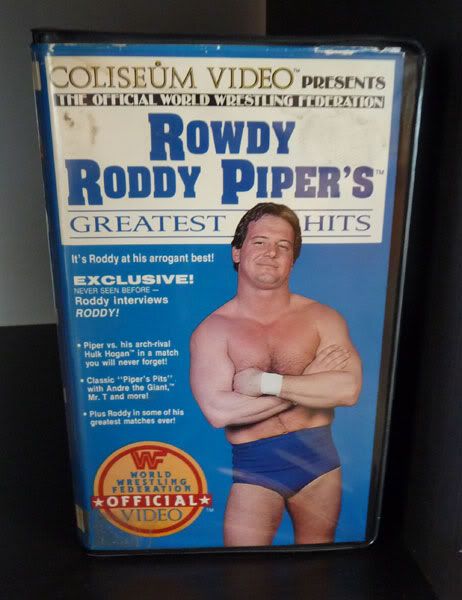 COLISEUM VIDEO™ PRESENTS
THE OFFICIAL WORLD WRESTLING FEDERATION
ROWDY
RODDY PIPER'S™
GREATEST HITS
It's Roddy at his arrogant best!
EXCLUSIVE!
NEVER SEEN BEFORE —
Roddy interviews
RODDY!
• Piper vs. his arch-rival
Hulk Hogan™ in a match
you will never forget!
• Classic "Piper's Pits" with
Andre the Giant,™
Mr. T and more!
• Plus Roddy in some of his
greatest matches ever!
WF
WORLD
WRESTLING
FEDERATION
★OFFICIAL★
VIDEO™